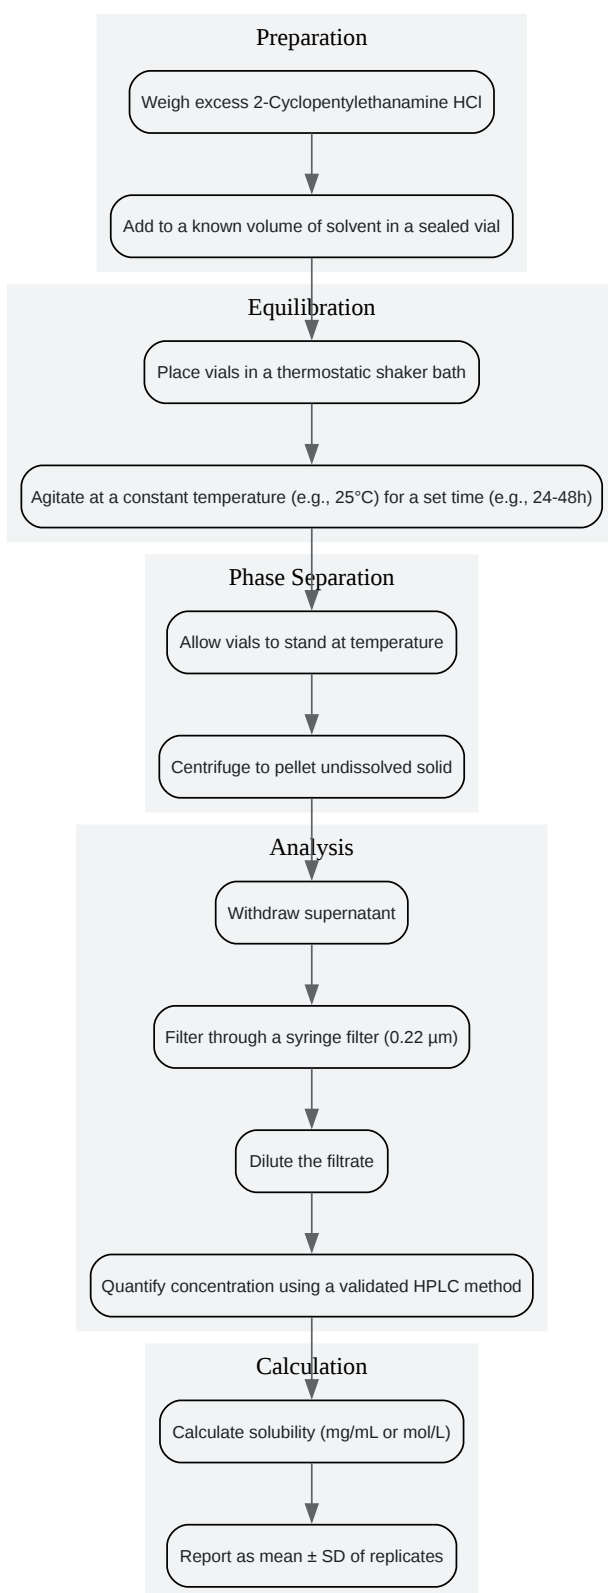 Preparation
Weigh excess 2-Cyclopentylethanamine HCl
Add to a known volume of solvent in a sealed vial
Equilibration
Place vials in a thermostatic shaker bath
Agitate at a constant temperature (e.g., 25°C) for a set time (e.g., 24-48h)
Phase Separation
Allow vials to stand at temperature
Centrifuge to pellet undissolved solid
Analysis
Withdraw supernatant
Filter through a syringe filter (0.22 µm)
Dilute the filtrate
Quantify concentration using a validated HPLC method
Calculation
Calculate solubility (mg/mL or mol/L)
Report as mean ± SD of replicates